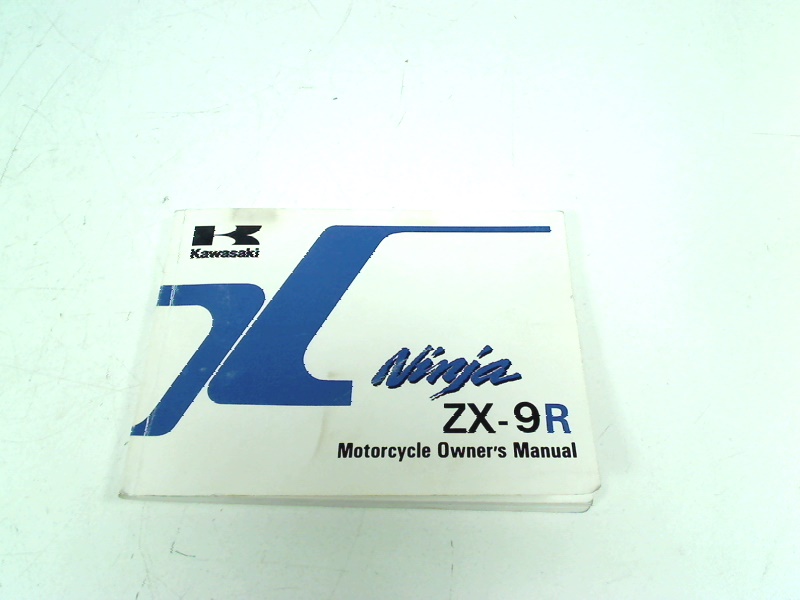 Kawasaki
Ninja
ZX-9R
Motorcycle Owner's Manual